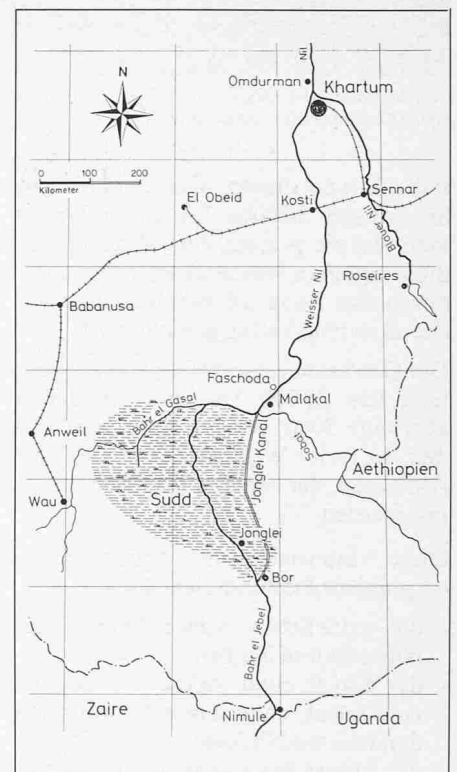 Nil
Omdurman
Khartum
N
0 100 200
Kilometer
Sennar
El Obeid
Kosti
Blauer Nil
Roseires
Weisser Nil
Babanusa
Faschoda
Malakal
Bahr el Gasal
Sobat
Anweil
Jonglei Kanal
Aethiopien
Wau
Sudd
Jonglei
Bor
Bahr el Jebel
Zaire
Nimule
Uganda